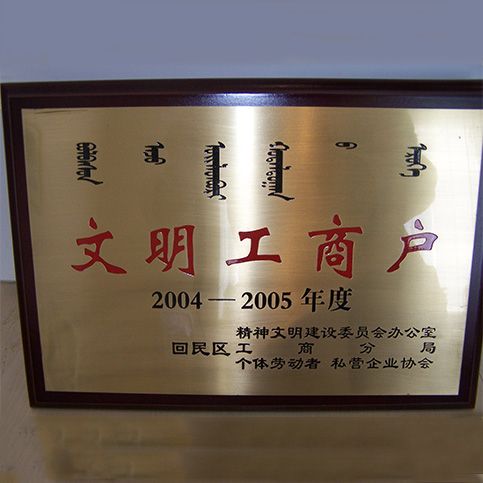 文明工商户
2004—2005年度
精神文明建设委员会办公室
回民区工商分局
个体劳动者 私营企业协会